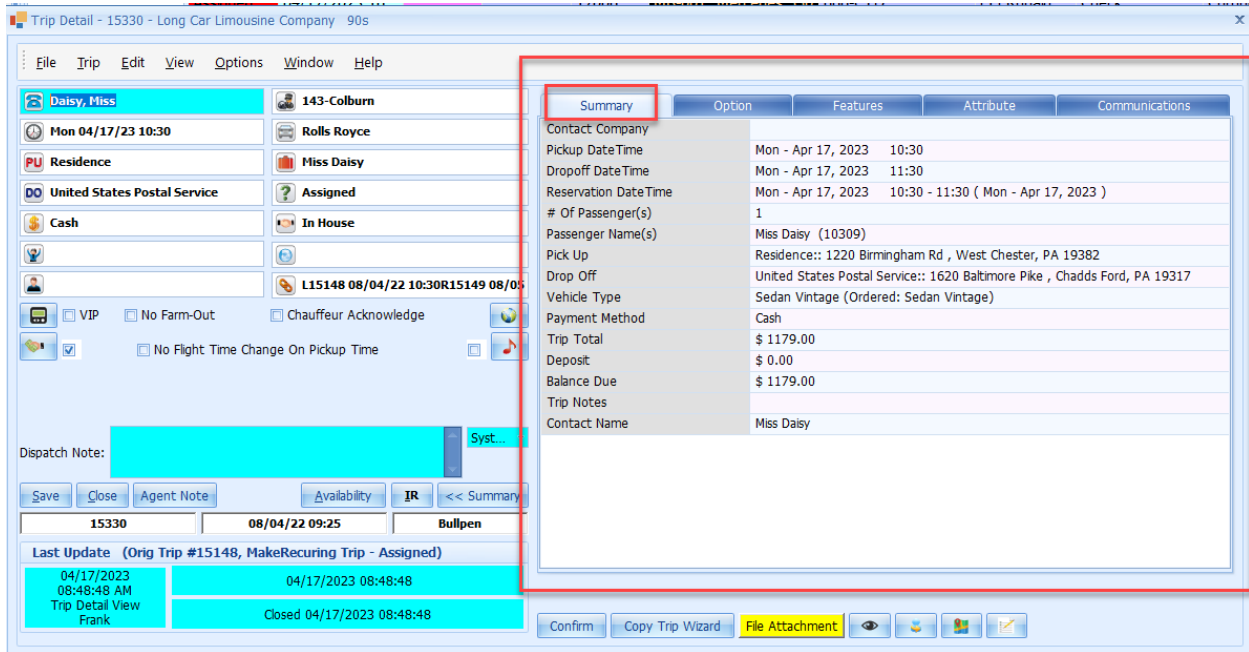 Trip Detail - 15330 - Long Car Limousine Company 90s
x
File Trip Edit View Options Window Help
Daisy, Miss
143-Colburn
Mon 04/17/23 10:30
Rolls Royce
PU Residence
Miss Daisy
DO United States Postal Service
? Assigned
$ Cash
In House
L15148 08/04/22 10:30R15149 08/05
VIP
No Farm-Out
Chauffeur Acknowledge
No Flight Time Change On Pickup Time
Dispatch Note:
Syst...
Save
Close
Agent Note
Availability
IR
<< Summary
15330
08/04/22 09:25
Bullpen
Last Update (Orig Trip #15148, MakeRecuring Trip - Assigned)
04/17/2023
08:48:48 AM
Trip Detail View
Frank
04/17/2023 08:48:48
Closed 04/17/2023 08:48:48
Summary
Option
Features
Attribute
Communications
Contact Company
Pickup DateTime Mon - Apr 17, 2023 10:30
Dropoff DateTime Mon - Apr 17, 2023 11:30
Reservation DateTime Mon - Apr 17, 2023 10:30 - 11:30 ( Mon - Apr 17, 2023 )
# Of Passenger(s) 1
Passenger Name(s) Miss Daisy (10309)
Pick Up Residence:: 1220 Birmingham Rd , West Chester, PA 19382
Drop Off United States Postal Service:: 1620 Baltimore Pike , Chadds Ford, PA 19317
Vehicle Type Sedan Vintage (Ordered: Sedan Vintage)
Payment Method Cash
Trip Total $ 1179.00
Deposit $ 0.00
Balance Due $ 1179.00
Trip Notes
Contact Name Miss Daisy
Confirm
Copy Trip Wizard
File Attachment